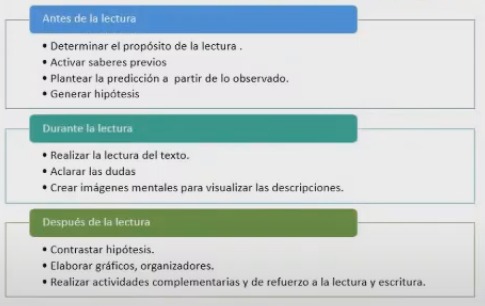 Antes de la lectura
• Determinar el propósito de la lectura .
• Activar saberes previos
• Plantear la predicción a partir de lo observado.
• Generar hipótesis
Durante la lectura
• Realizar la lectura del texto.
• Aclarar las dudas
• Crear imágenes mentales para visualizar las descripciones.
Después de la lectura
• Contrastar hipótesis.
• Elaborar gráficos, organizadores.
• Realizar actividades complementarias y de refuerzo a la lectura y escritura.